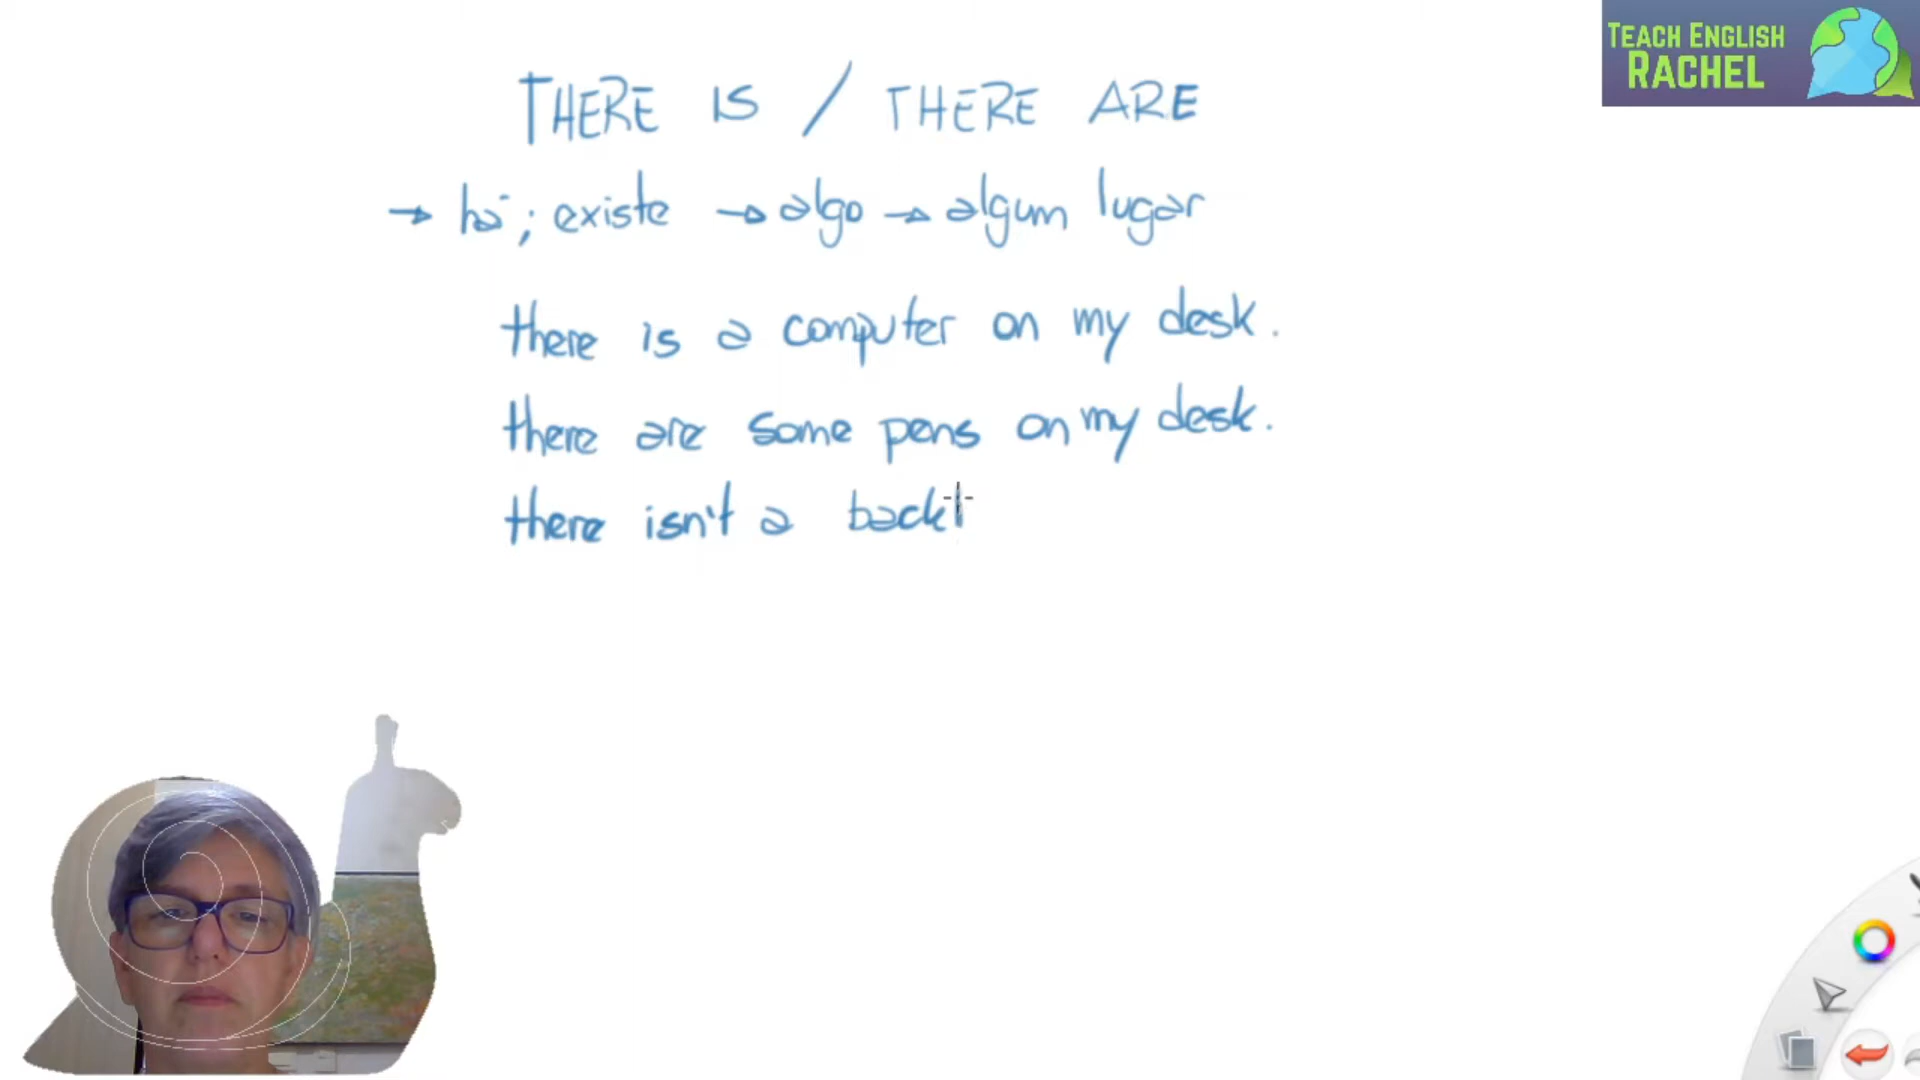 TEACH ENGLISH
RACHEL
THERE IS / THERE ARE
→ há; existe → algo → algum lugar
there is a computer on my desk.
there are some pens on my desk.
there isn't a back